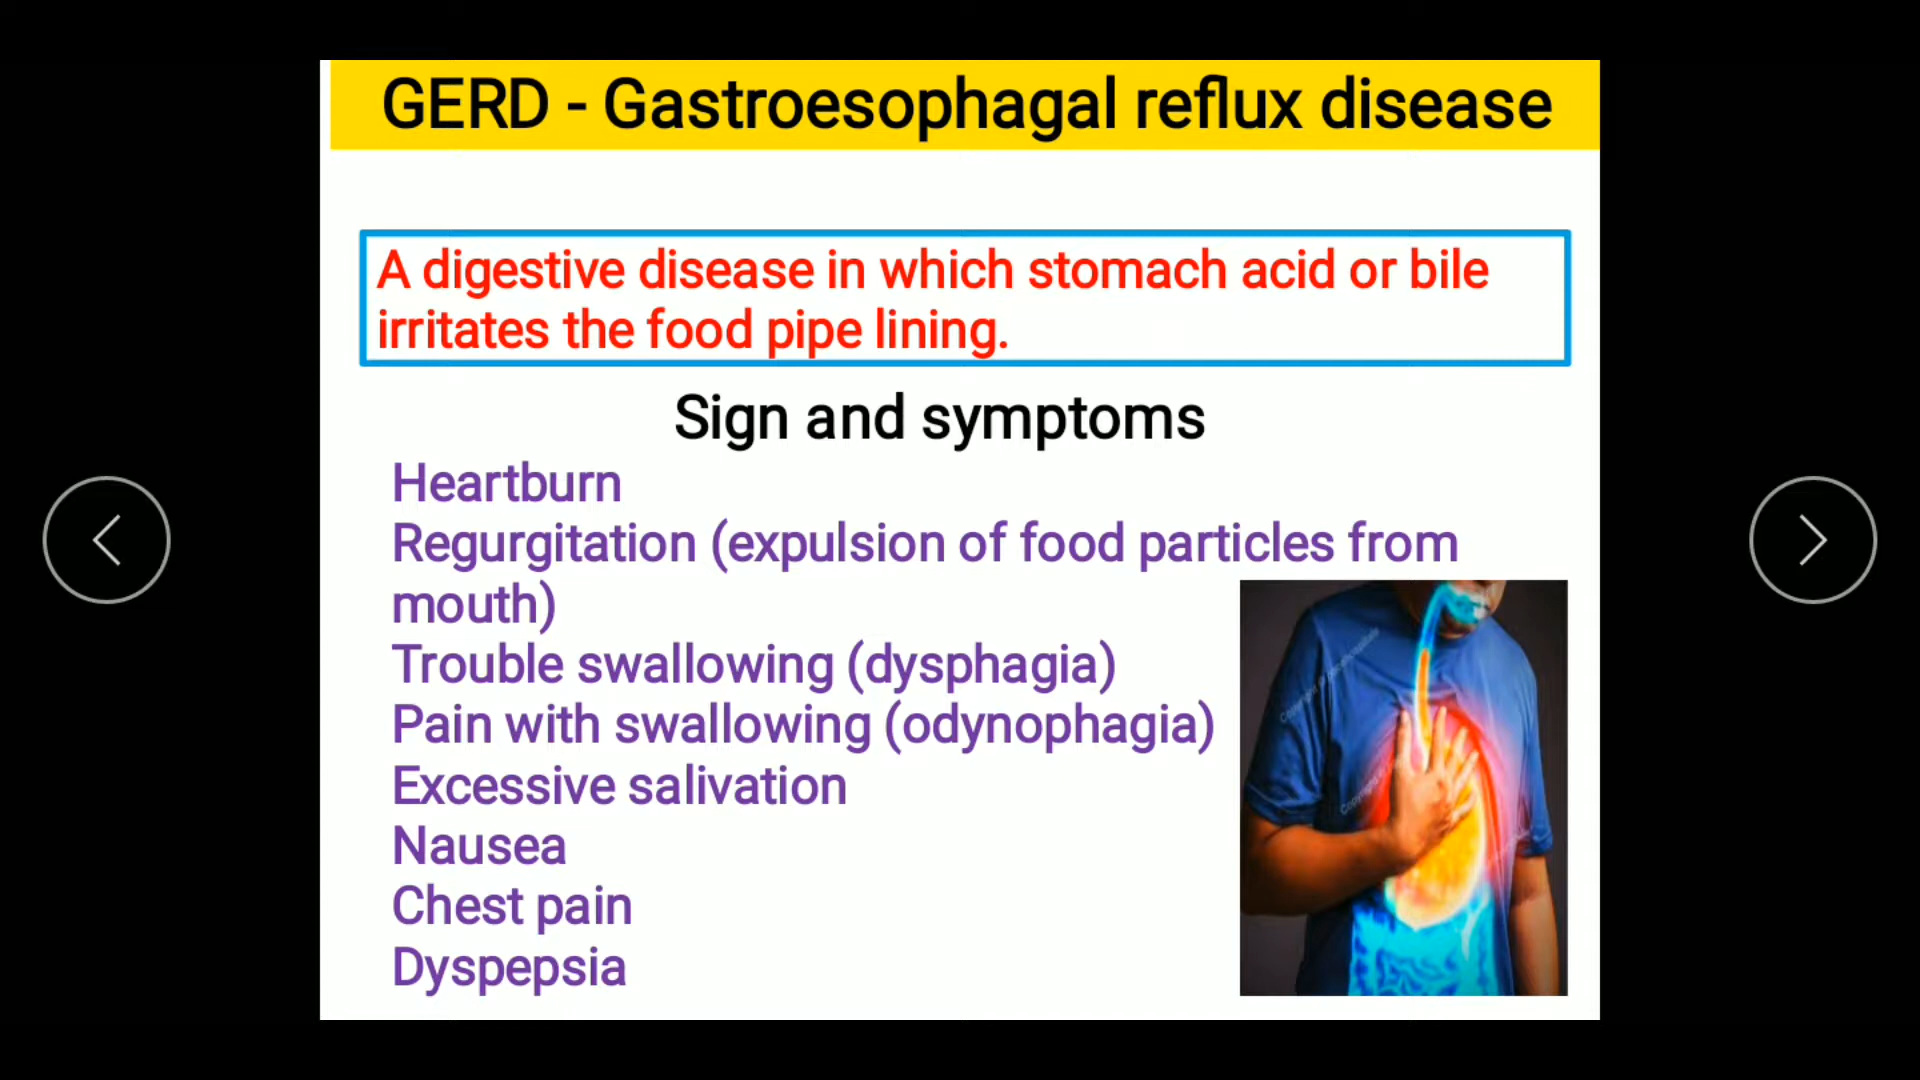 GERD - Gastroesophagal reflux disease
A digestive disease in which stomach acid or bile
irritates the food pipe lining.
Sign and symptoms
Heartburn
Regurgitation (expulsion of food particles from
mouth)
Trouble swallowing (dysphagia)
Pain with swallowing (odynophagia)
Excessive salivation
Nausea
Chest pain
Dyspepsia